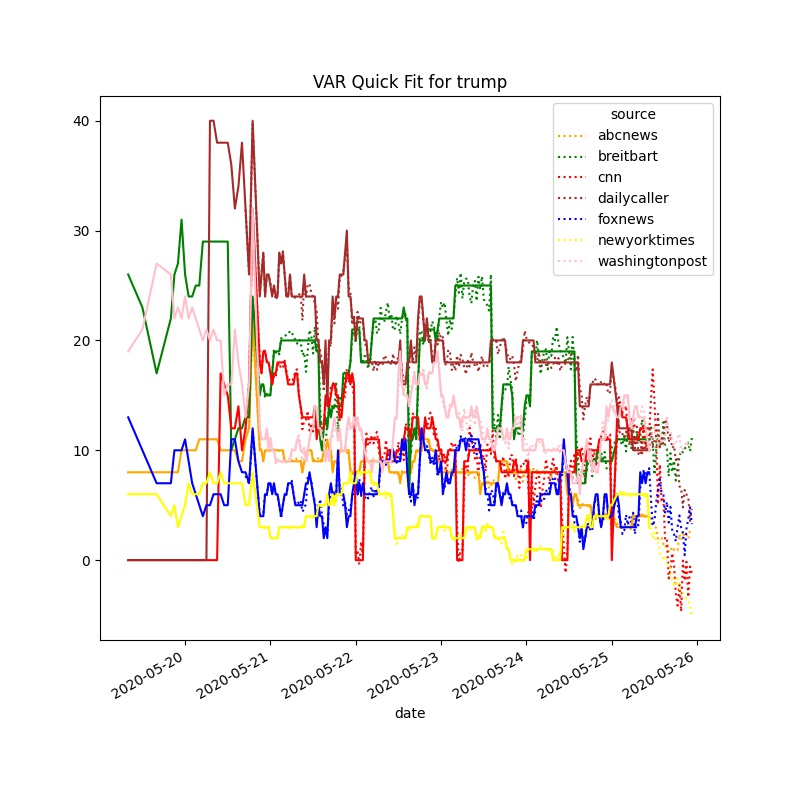 VAR Quick Fit for trump
40
30
20
10
0
source
abcnews
breitbart
cnn
dailycaller
foxnews
newyorktimes
washingtonpost
2020-05-20
2020-05-21
2020-05-22
2020-05-23
2020-05-24
2020-05-25
2020-05-26
date